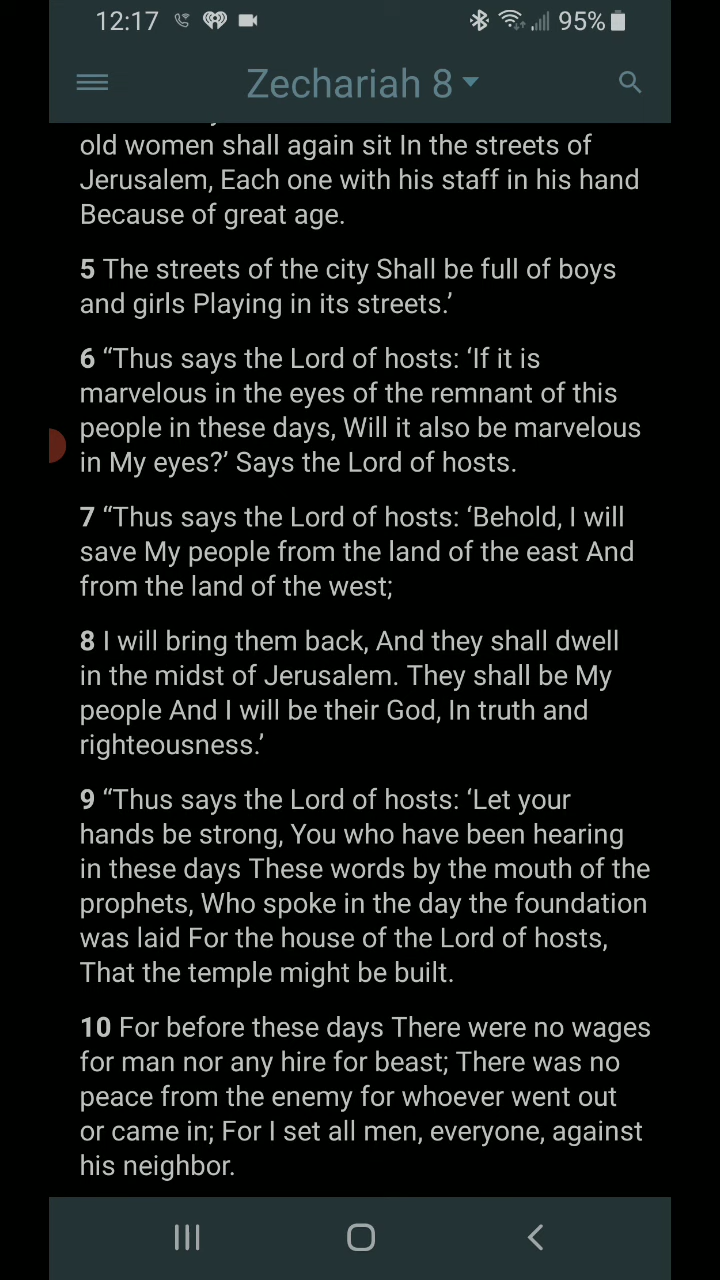 12:17
95%
Zechariah 8
old women shall again sit In the streets of
Jerusalem, Each one with his staff in his hand
Because of great age.
5 The streets of the city Shall be full of boys
and girls Playing in its streets.’
6 “Thus says the Lord of hosts: ‘If it is
marvelous in the eyes of the remnant of this
people in these days, Will it also be marvelous
in My eyes?’ Says the Lord of hosts.
7 “Thus says the Lord of hosts: ‘Behold, I will
save My people from the land of the east And
from the land of the west;
8 I will bring them back, And they shall dwell
in the midst of Jerusalem. They shall be My
people And I will be their God, In truth and
righteousness.’
9 “Thus says the Lord of hosts: ‘Let your
hands be strong, You who have been hearing
in these days These words by the mouth of the
prophets, Who spoke in the day the foundation
was laid For the house of the Lord of hosts,
That the temple might be built.
10 For before these days There were no wages
for man nor any hire for beast; There was no
peace from the enemy for whoever went out
or came in; For I set all men, everyone, against
his neighbor.